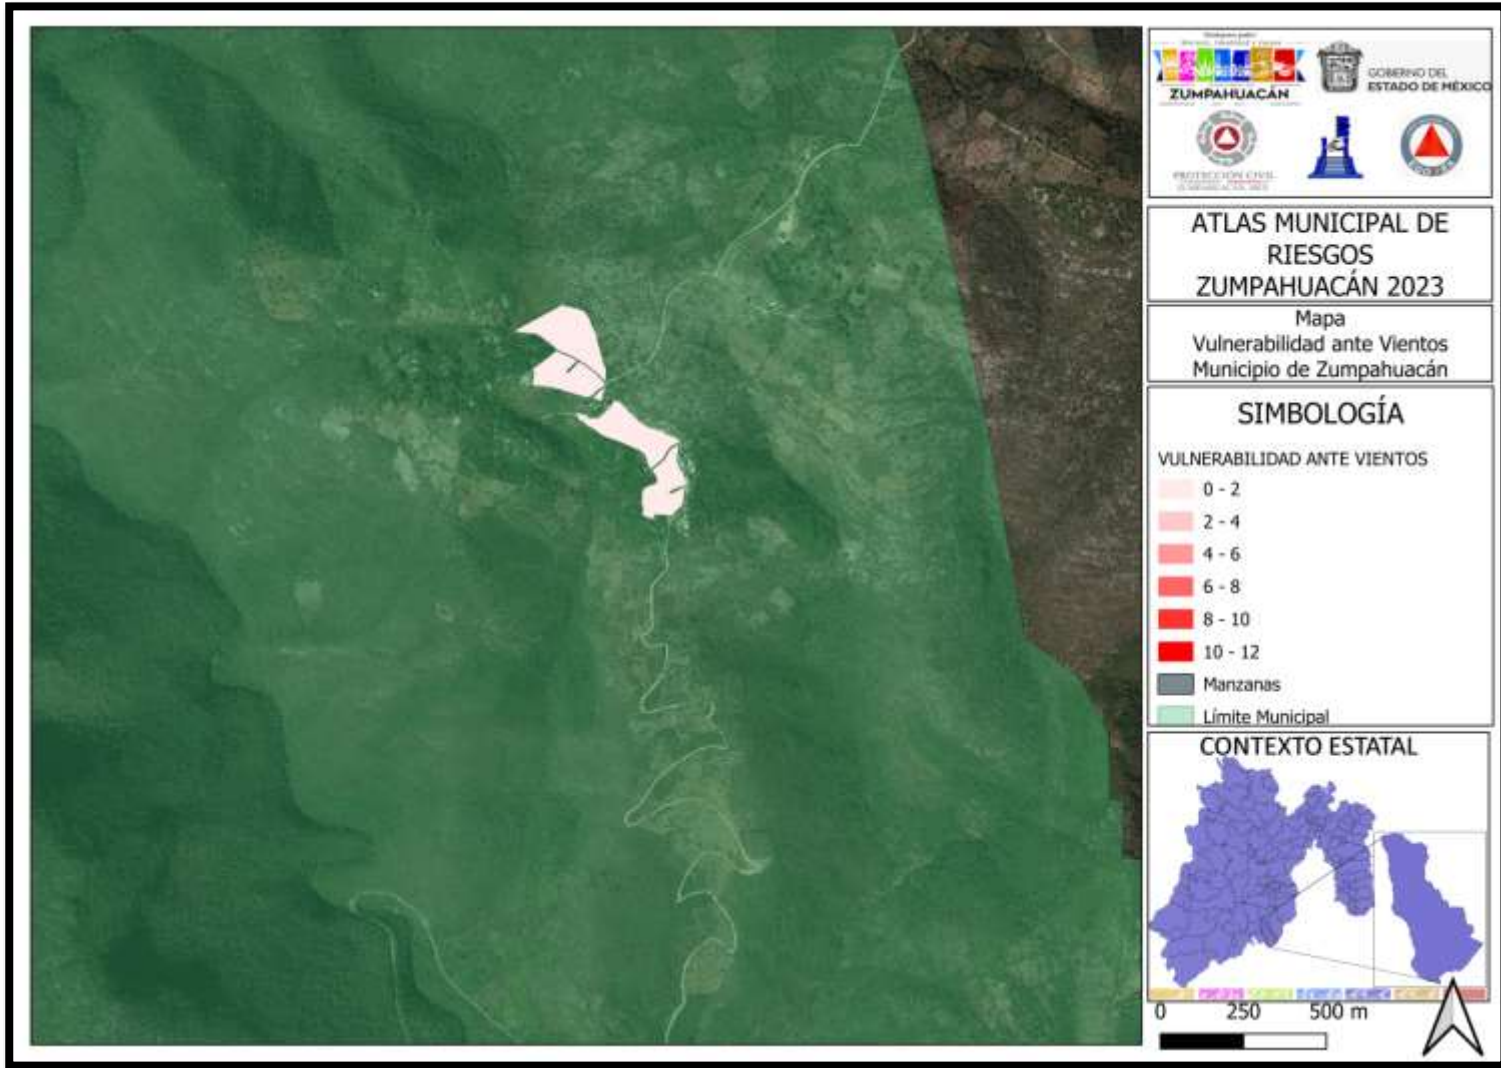 ZUMPAHUACÁN
GOBIERNO DEL
ESTADO DE MÉXICO
PROTECCIÓN CIVIL
ATLAS MUNICIPAL DE
RIESGOS
ZUMPAHUACÁN 2023
Mapa
Vulnerabilidad ante Vientos
Municipio de Zumpahuacán
SIMBOLOGÍA
VULNERABILIDAD ANTE VIENTOS
0 - 2
2 - 4
4 - 6
6 - 8
8 - 10
10 - 12
Manzanas
Límite Municipal
CONTEXTO ESTATAL
0 250 500 m